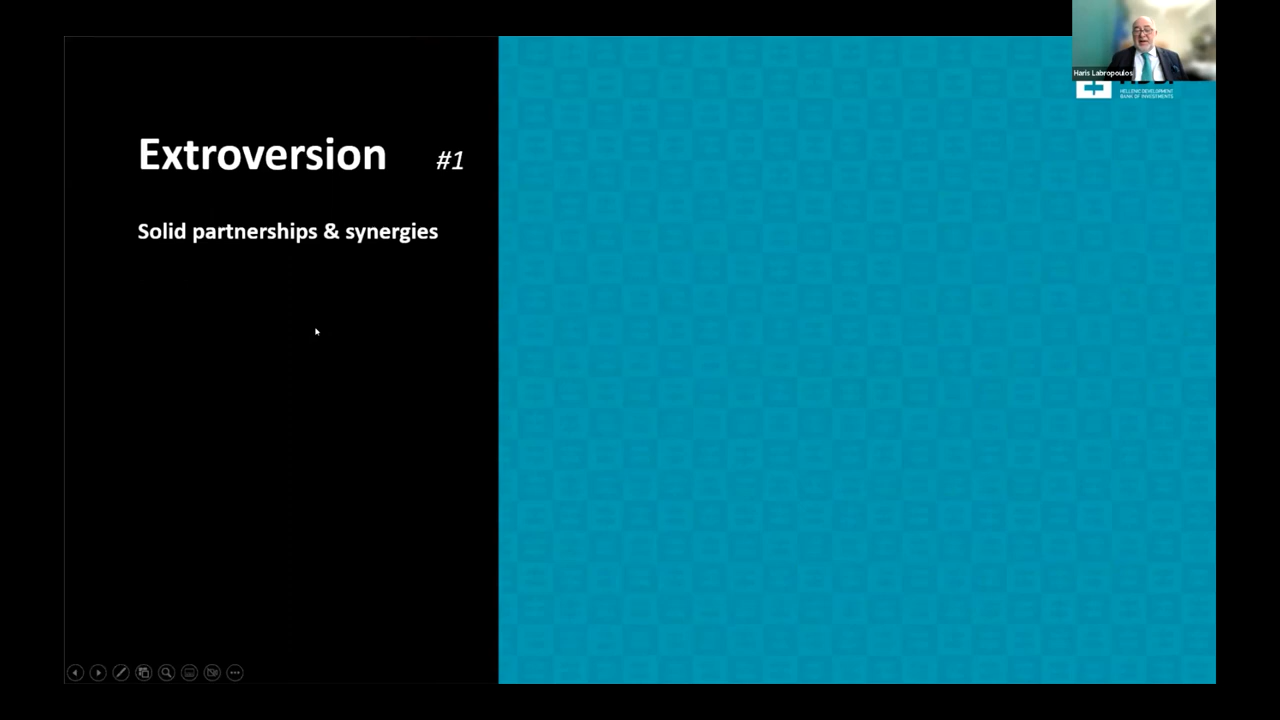 Haris Labropoulos
HELLENIC DEVELOPMENT
BANK OF INVESTMENTS
Extroversion #1
Solid partnerships & synergies